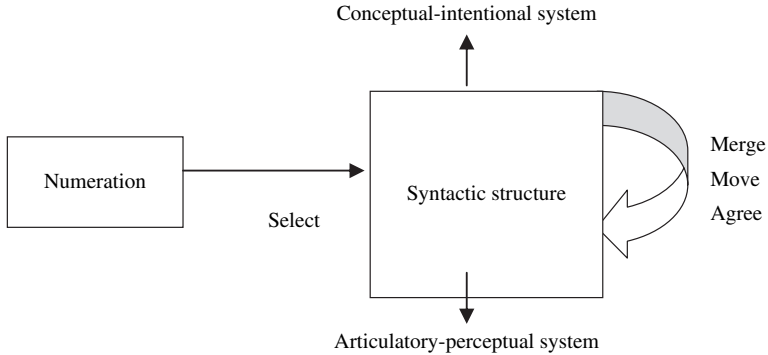 Conceptual-intentional system
Numeration
Select
Syntactic structure
Merge
Move
Agree
Articulatory-perceptual system